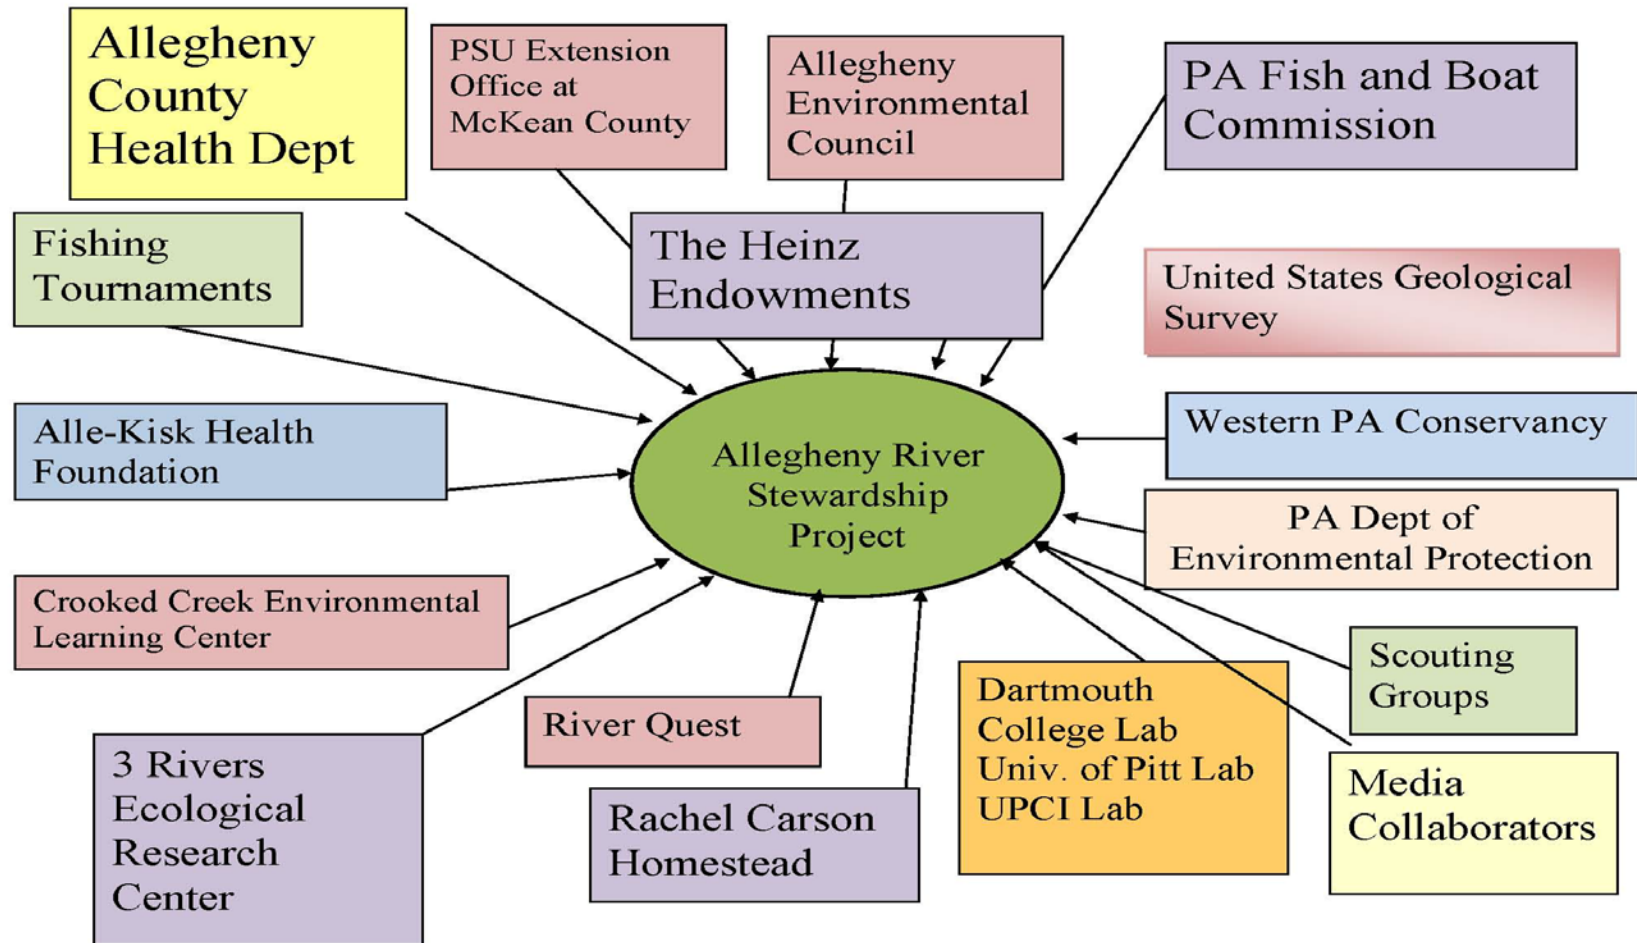 Allegheny
County
Health Dept
PSU Extension
Office at
McKean County
Allegheny
Environmental
Council
PA Fish and Boat
Commission
Fishing
Tournaments
The Heinz
Endowments
United States Geological
Survey
Alle-Kisk Health
Foundation
Allegheny River
Stewardship
Project
Western PA Conservancy
PA Dept of
Environmental Protection
Crooked Creek Environmental
Learning Center
Scouting
Groups
3 Rivers
Ecological
Research
Center
River Quest
Rachel Carson
Homestead
Dartmouth
College Lab
Univ. of Pitt Lab
UPCI Lab
Media
Collaborators